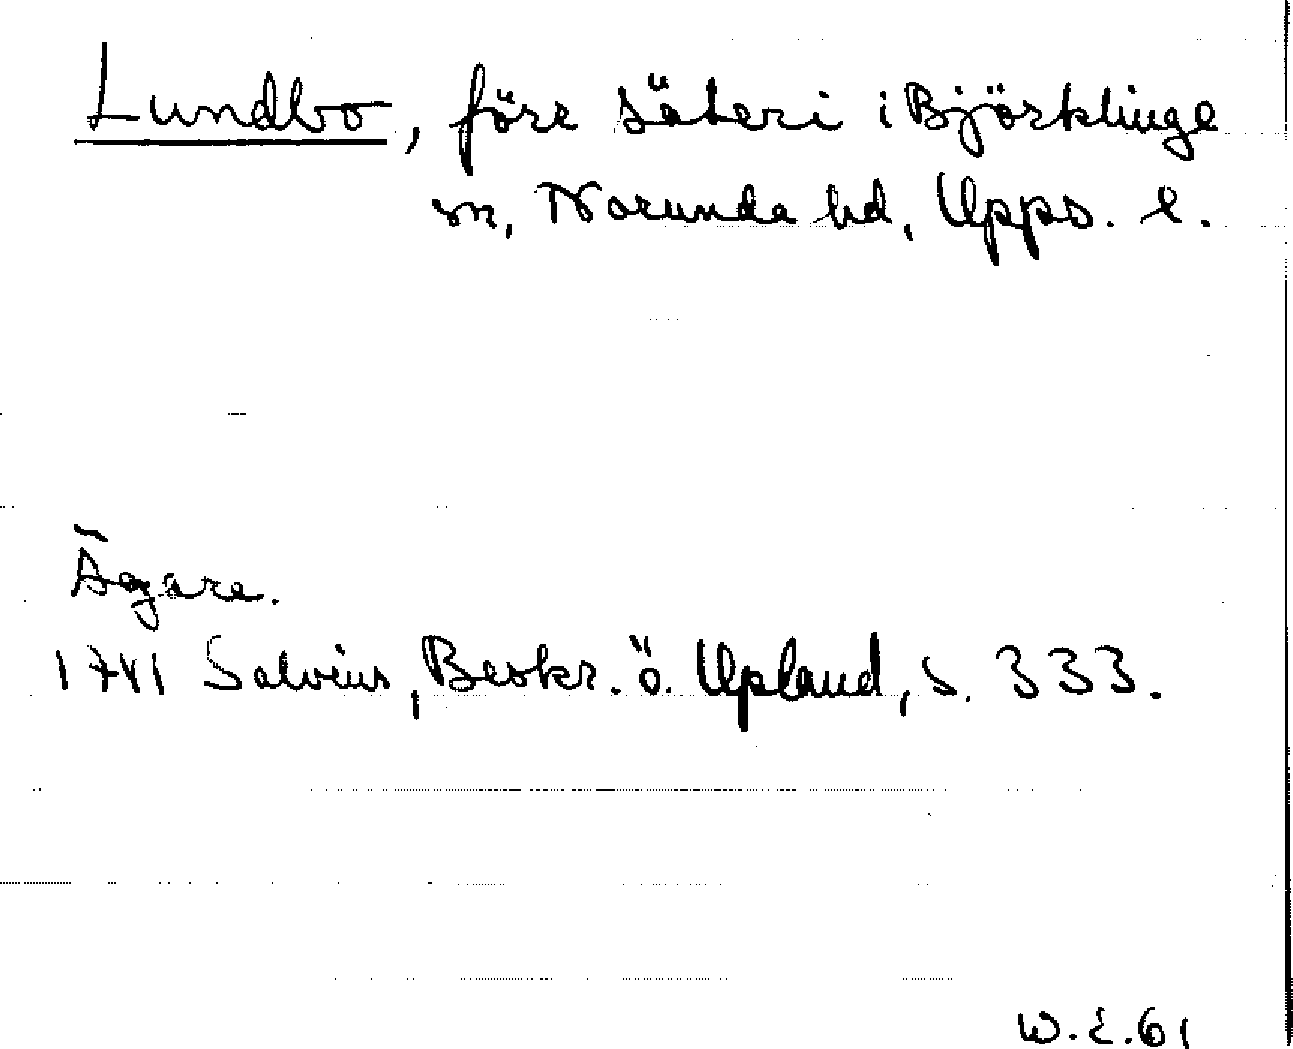 Lundbo, förr säteri i Björklinge
sn, Norunda hd, Upps. l.
Ägare.
1741 Salvius, Beskr. ö. Upland, s. 333.
W.E.61